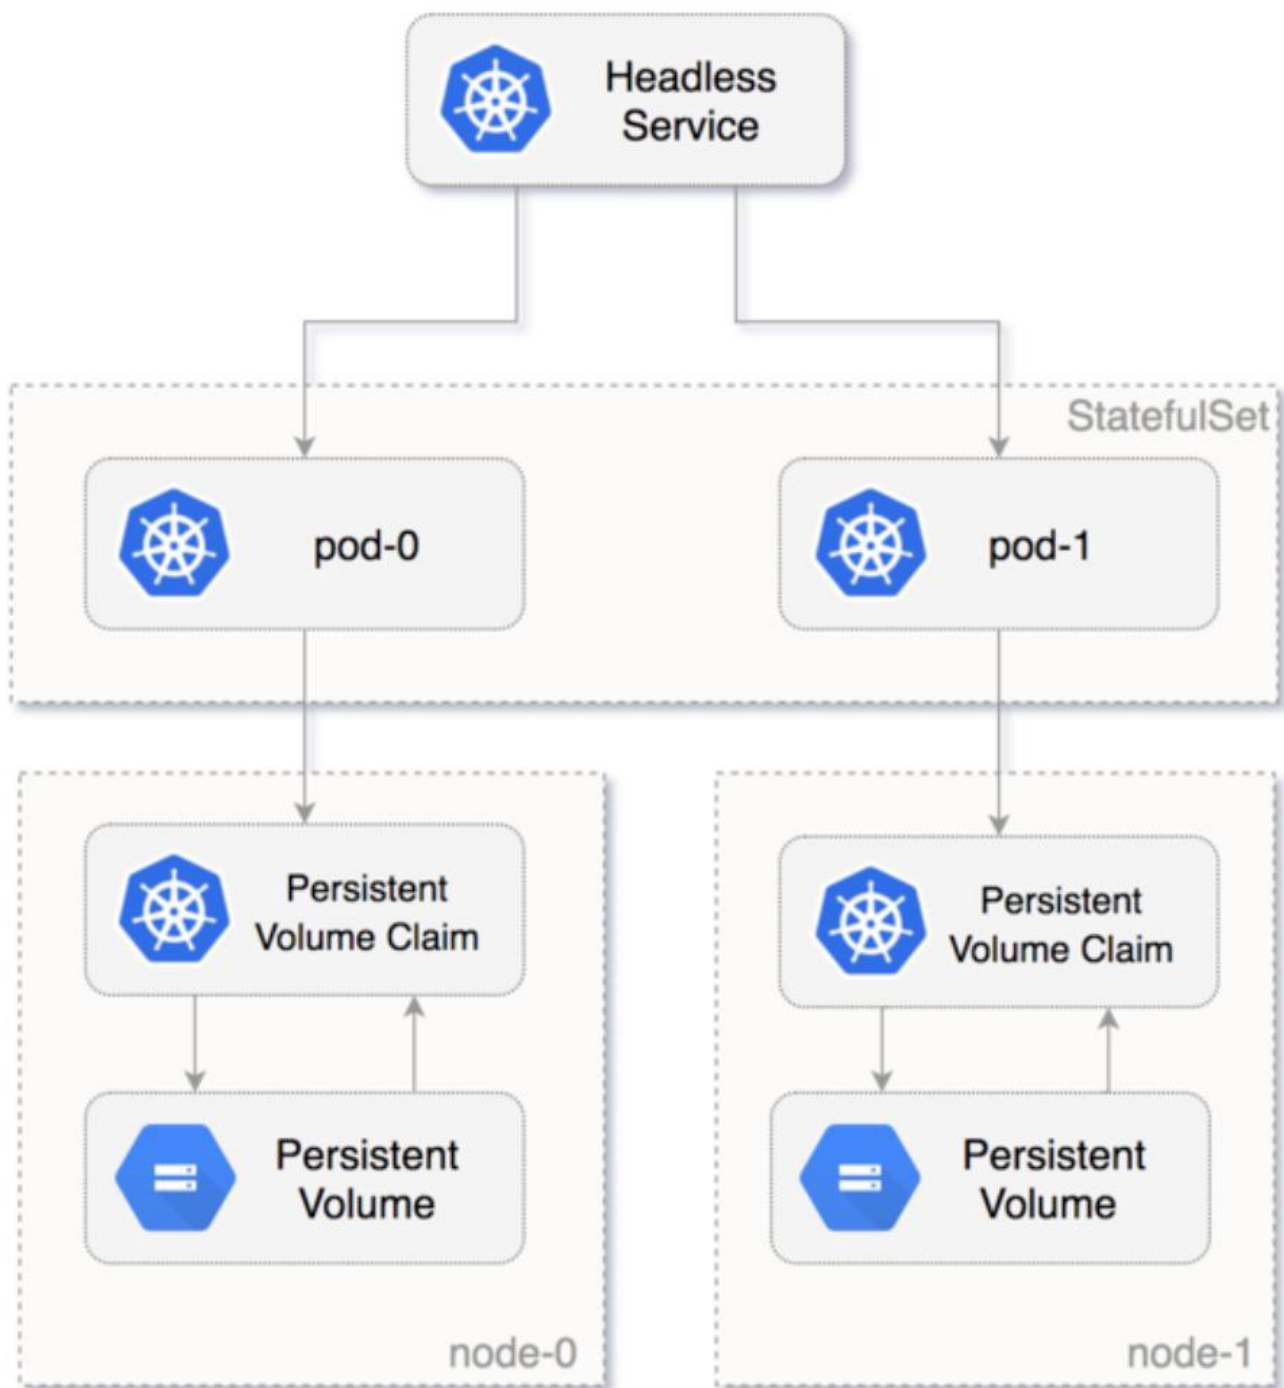 Headless
Service
StatefulSet
pod-0
pod-1
Persistent
Volume Claim
Persistent
Volume Claim
Persistent
Volume
Persistent
Volume
node-0
node-1